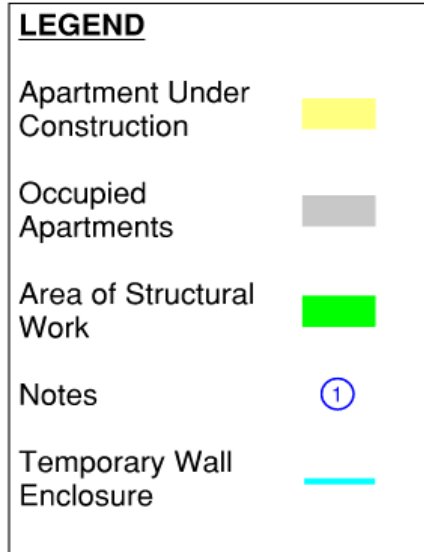 LEGEND
Apartment Under
Construction
Occupied
Apartments
Area of Structural
Work
Notes
1
Temporary Wall
Enclosure